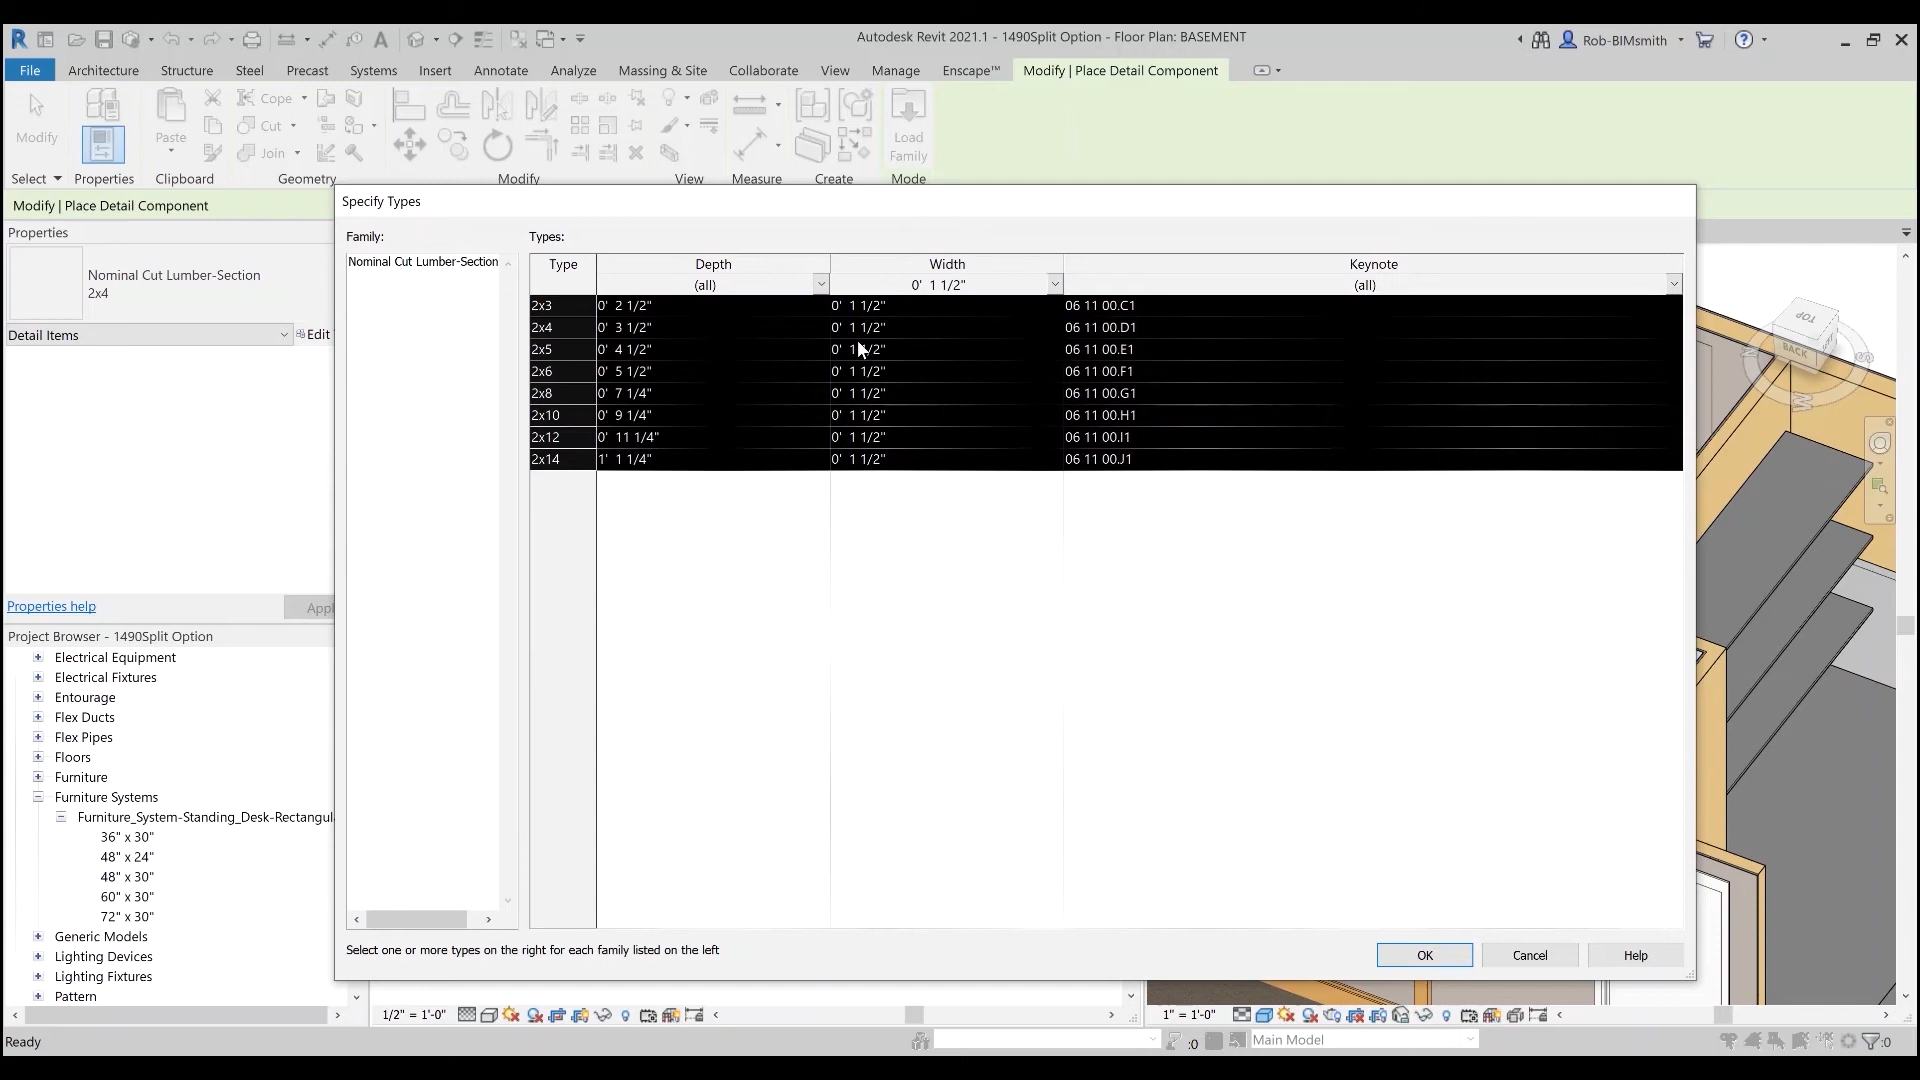 Autodesk Revit 2021.1 - 1490Split Option - Floor Plan: BASEMENT
Rob-BIMsmith
File Architecture Structure Steel Precast Systems Insert Annotate Analyze Massing & Site Collaborate View Manage Enscape™ Modify | Place Detail Component
Modify
Paste
Cope
Cut
Join
Load
Family
Select Properties Clipboard Geometry Modify View Measure Create Mode
Modify | Place Detail Component
Properties
Nominal Cut Lumber-Section
2x4
Detail Items
Edit
Properties help
Appl
Project Browser - 1490Split Option
Electrical Equipment
Electrical Fixtures
Entourage
Flex Ducts
Flex Pipes
Floors
Furniture
Furniture Systems
Furniture_System-Standing_Desk-Rectangul
36" x 30"
48" x 24"
48" x 30"
60" x 30"
72" x 30"
Generic Models
Lighting Devices
Lighting Fixtures
Pattern
Specify Types
Family:
Nominal Cut Lumber-Section
Types:
Type Depth Width Keynote
(all) 0' 1 1/2" (all)
2x3 0' 2 1/2" 0' 1 1/2" 06 11 00.C1
2x4 0' 3 1/2" 0' 1 1/2" 06 11 00.D1
2x5 0' 4 1/2" 0' 1 1/2" 06 11 00.E1
2x6 0' 5 1/2" 0' 1 1/2" 06 11 00.F1
2x8 0' 7 1/4" 0' 1 1/2" 06 11 00.G1
2x10 0' 9 1/4" 0' 1 1/2" 06 11 00.H1
2x12 0' 11 1/4" 0' 1 1/2" 06 11 00.I1
2x14 1' 1 1/4" 0' 1 1/2" 06 11 00.J1
Select one or more types on the right for each family listed on the left
OK Cancel Help
TOP
BACK
1/2" = 1'-0"
1" = 1'-0"
Ready
:0
Main Model
:0